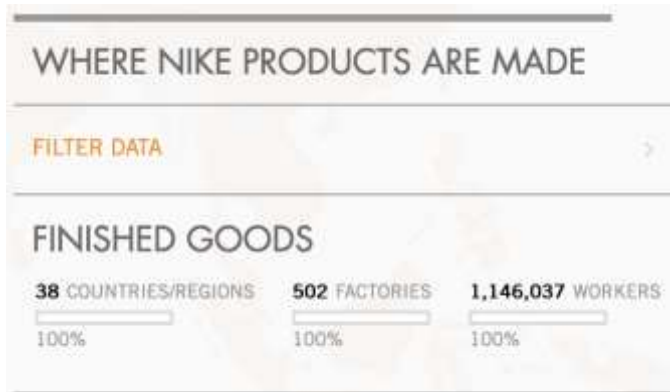 WHERE NIKE PRODUCTS ARE MADE
FILTER DATA >
FINISHED GOODS
38 COUNTRIES/REGIONS 502 FACTORIES 1,146,037 WORKERS
100% 100% 100%